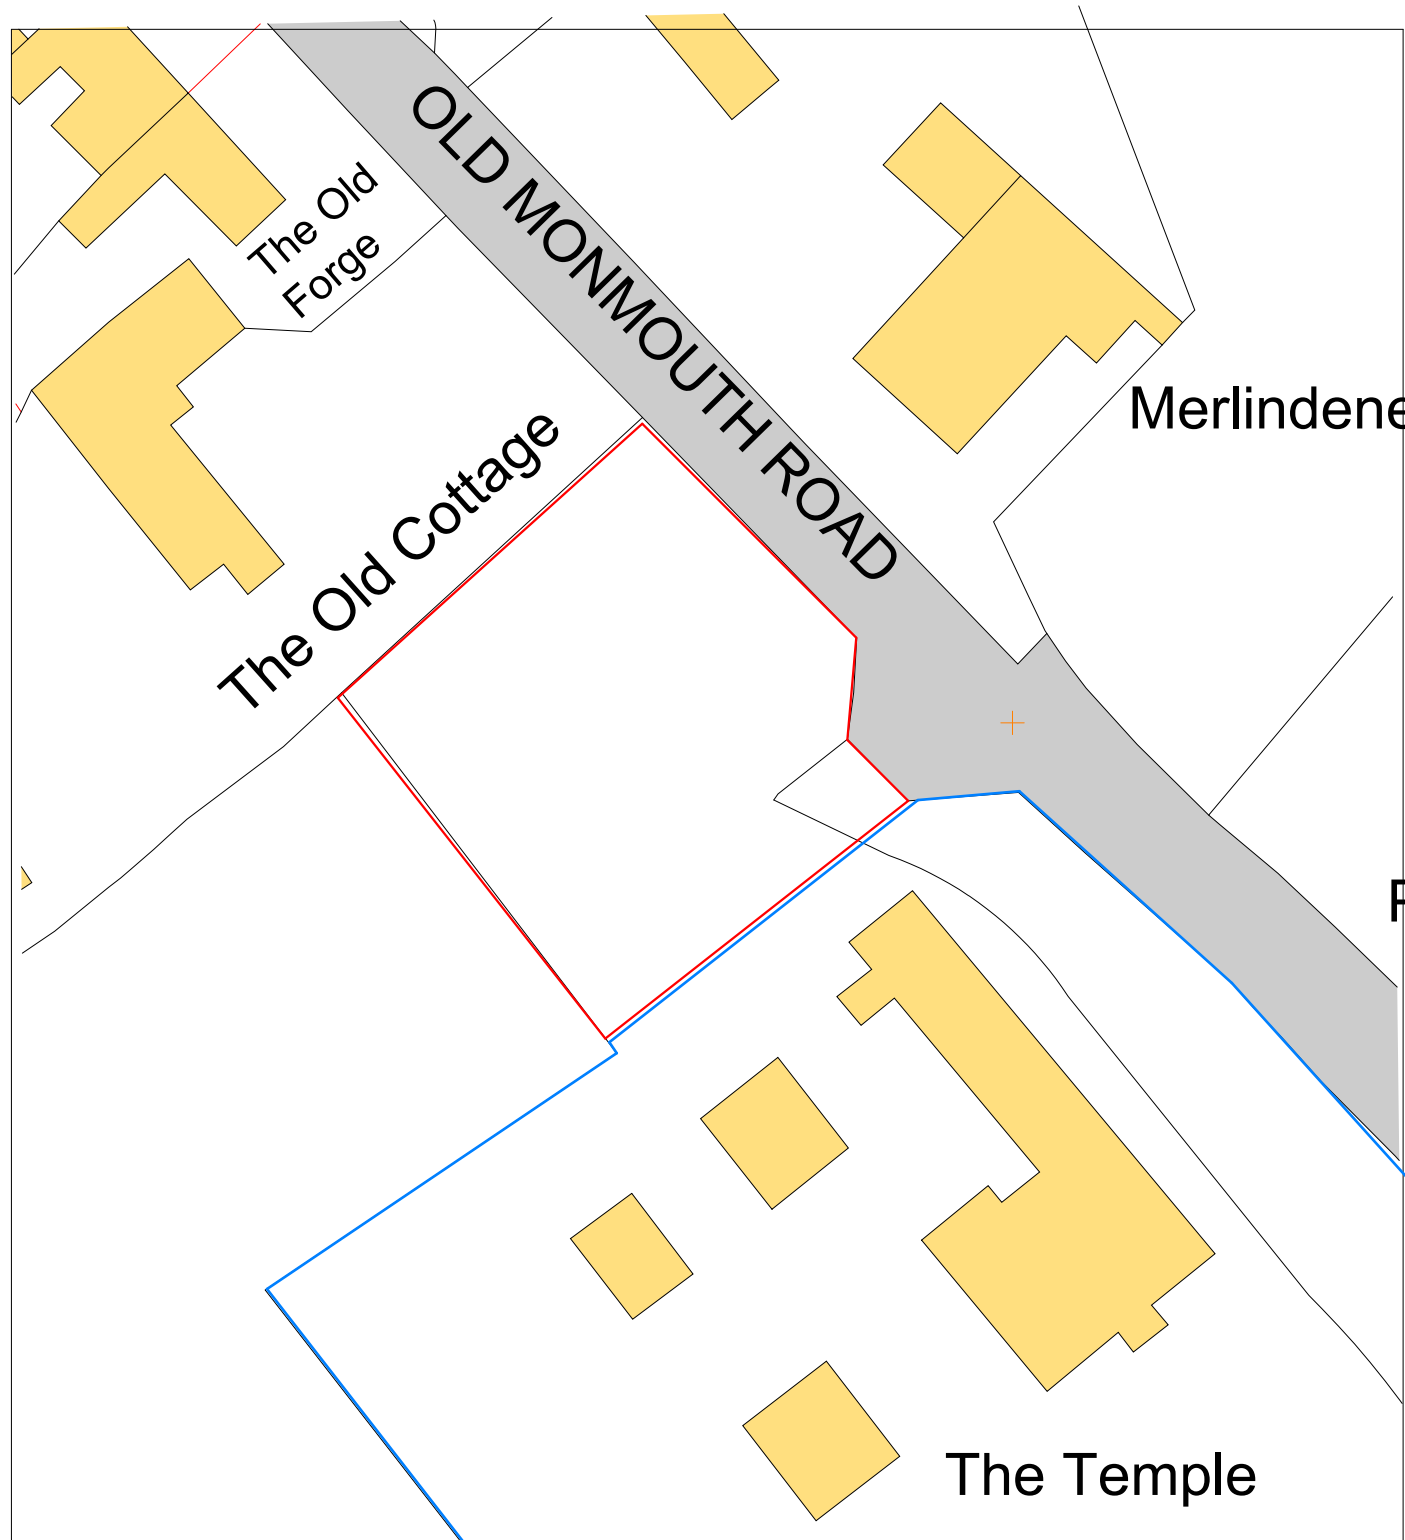 OLD MONMOUTH ROAD
The Old
Forge
Merlindene
The Old Cottage
The Temple